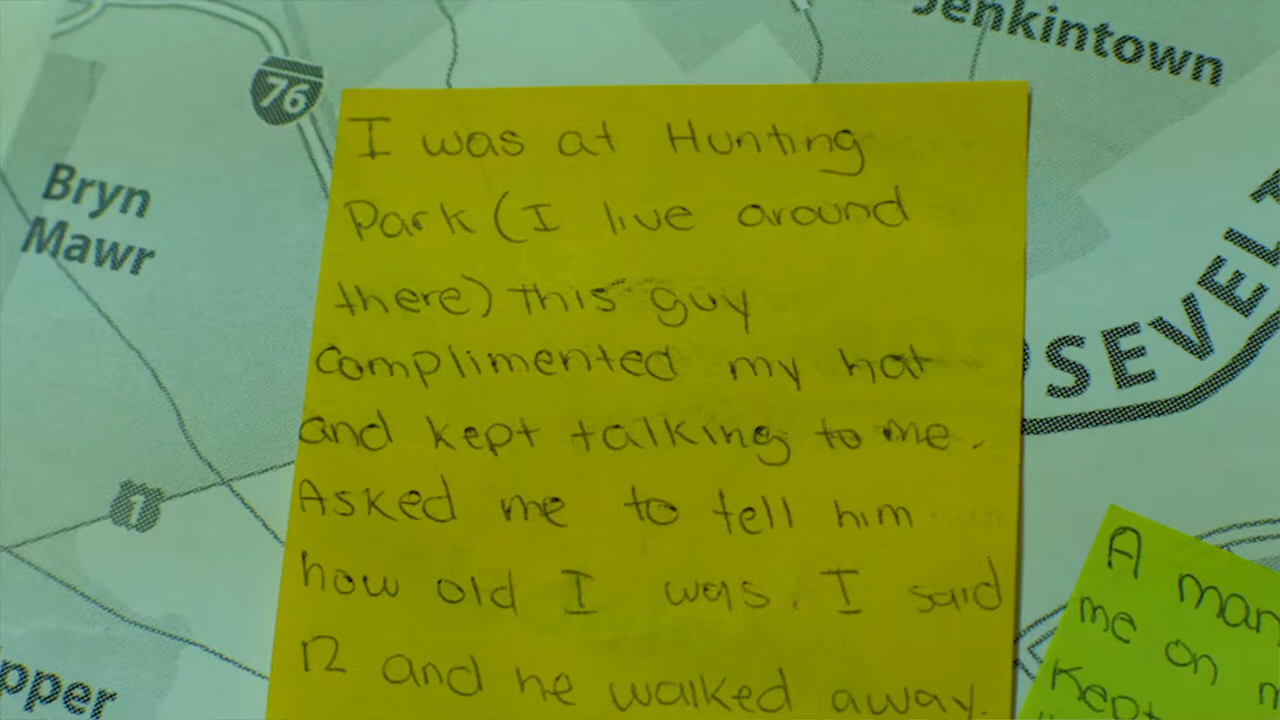 Jenkintown
76
Bryn
Mawr
I was at Hunting
Park (I live around
there) This guy
complimented my hat
and kept talking to me.
Asked me to tell him
how old I was. I said
12 and he walked away.
OSEVELT
1
A man
me on
kept
pper